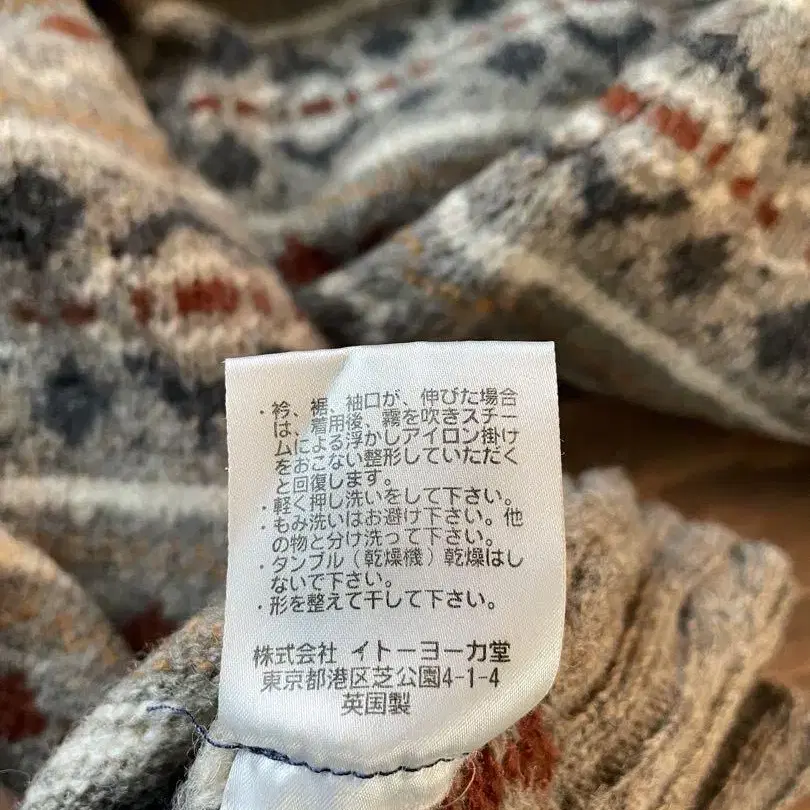 ・衿、裾、袖口が、伸びた場合
は、着用後、霧を吹きスチー
ムによる浮かしアイロン掛け
をおこない整形していただく
と回復します。
・軽く押し洗いをして下さい。
・もみ洗いはお避け下さい。他
の物と分け洗って下さい。
・タンブル(乾燥機)乾燥はし
ないで下さい。
・形を整えて干して下さい。
株式会社 イトーヨーカ堂
東京都港区芝公園4-1-4
英国製